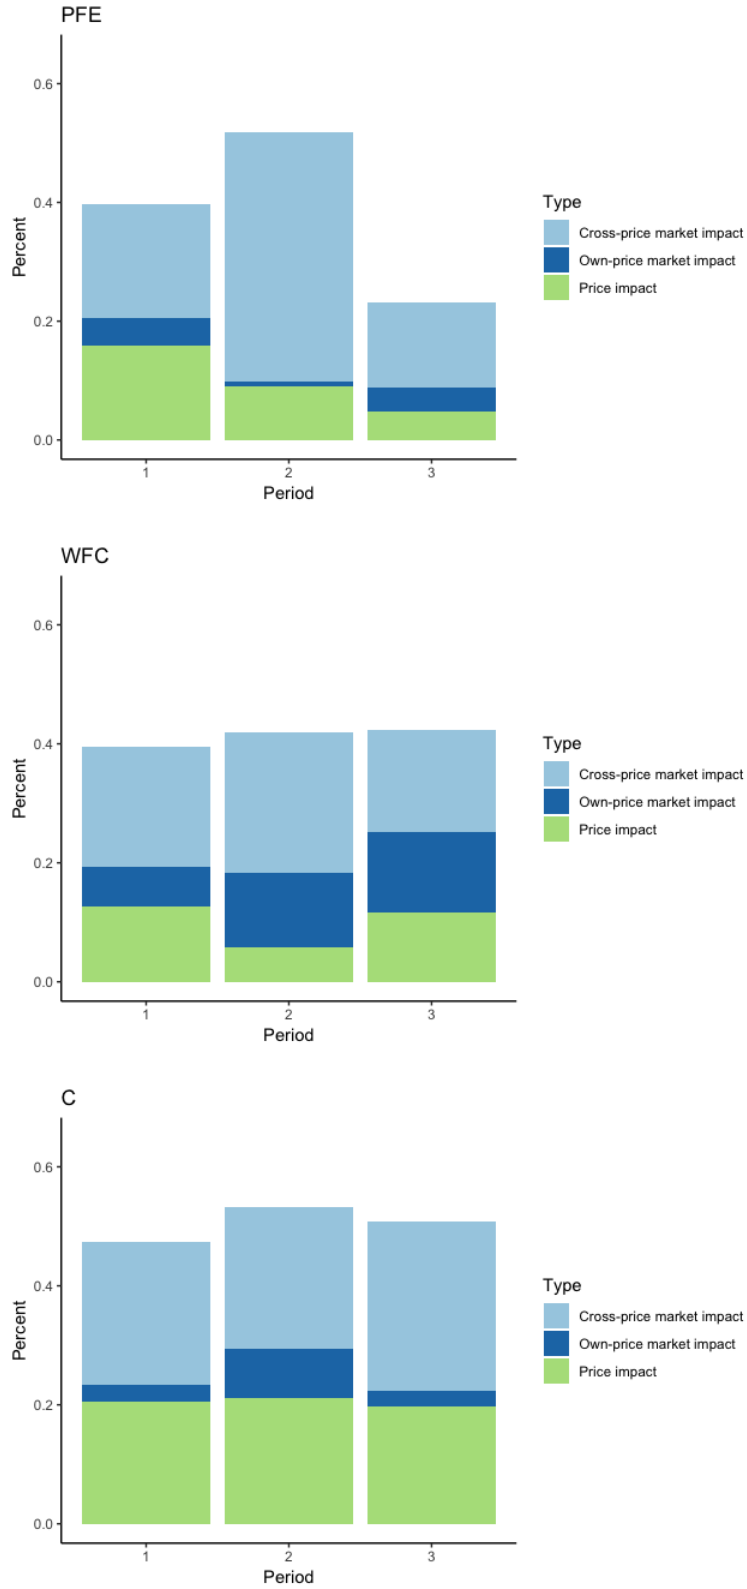 PFE
0.6
0.4
0.2
0.0
Percent
1 2 3
Period
Type
Cross-price market impact
Own-price market impact
Price impact
WFC
0.6
0.4
0.2
0.0
Percent
1 2 3
Period
Type
Cross-price market impact
Own-price market impact
Price impact
C
0.6
0.4
0.2
0.0
Percent
1 2 3
Period
Type
Cross-price market impact
Own-price market impact
Price impact